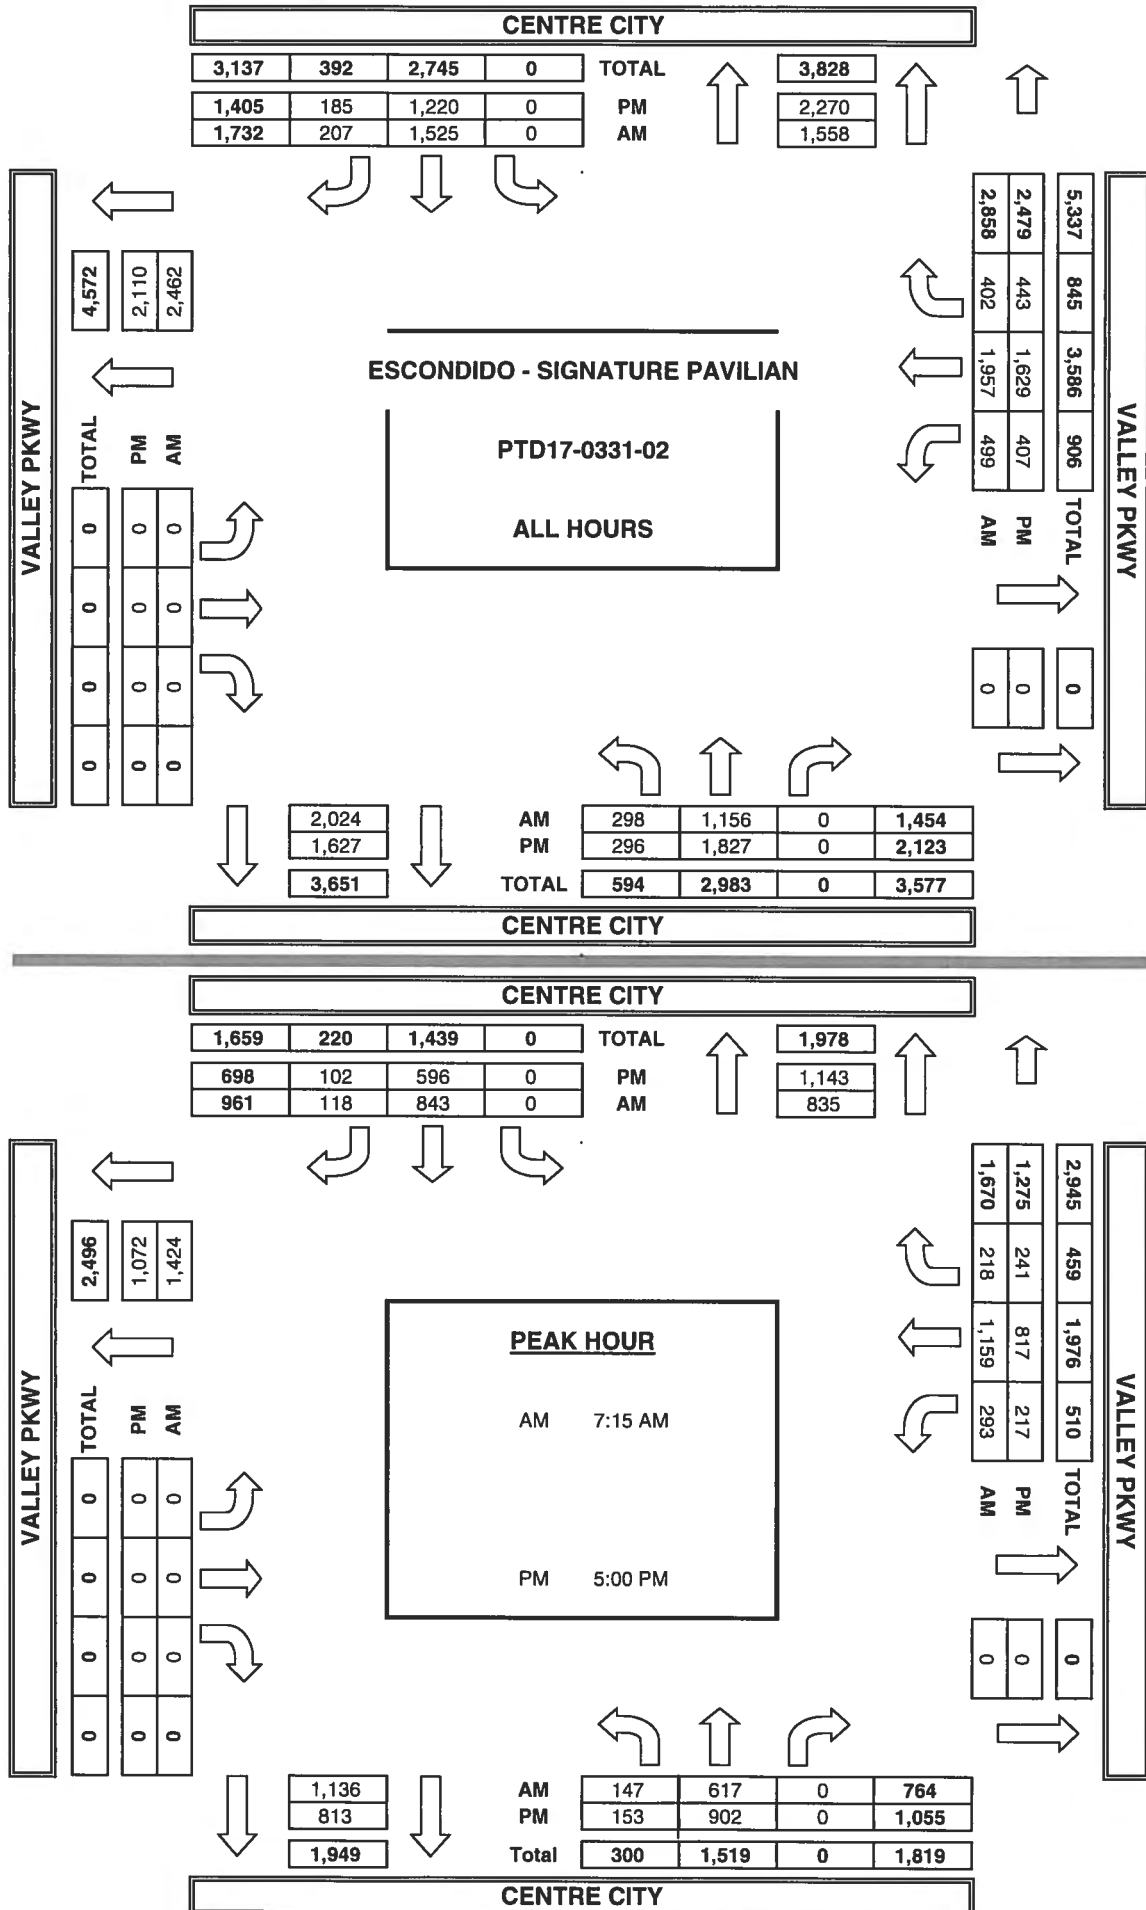 CENTRE CITY
3,137 392 2,745 0 TOTAL 3,828
1,405 185 1,220 0 PM 2,270
1,732 207 1,525 0 AM 1,558
VALLEY PKWY
4,572
2,110
2,462
TOTAL
PM
AM
0 0 0 0
0 0 0 0
0 0 0 0
ESCONDIDO - SIGNATURE PAVILIAN
PTD17-0331-02
ALL HOURS
5,337 845 3,586 906 TOTAL
2,479 443 1,629 407 PM
2,858 402 1,957 499 AM
0
0
0
VALLEY PKWY
2,024
1,627
3,651
AM 298 1,156 0 1,454
PM 296 1,827 0 2,123
TOTAL 594 2,983 0 3,577
CENTRE CITY
CENTRE CITY
1,659 220 1,439 0 TOTAL 1,978
698 102 596 0 PM 1,143
961 118 843 0 AM 835
VALLEY PKWY
2,496
1,072
1,424
TOTAL
PM
AM
0 0 0 0
0 0 0 0
0 0 0 0
PEAK HOUR
AM 7:15 AM
PM 5:00 PM
2,945 459 1,976 510 TOTAL
1,275 241 817 217 PM
1,670 218 1,159 293 AM
0
0
0
VALLEY PKWY
1,136
813
1,949
AM 147 617 0 764
PM 153 902 0 1,055
Total 300 1,519 0 1,819
CENTRE CITY